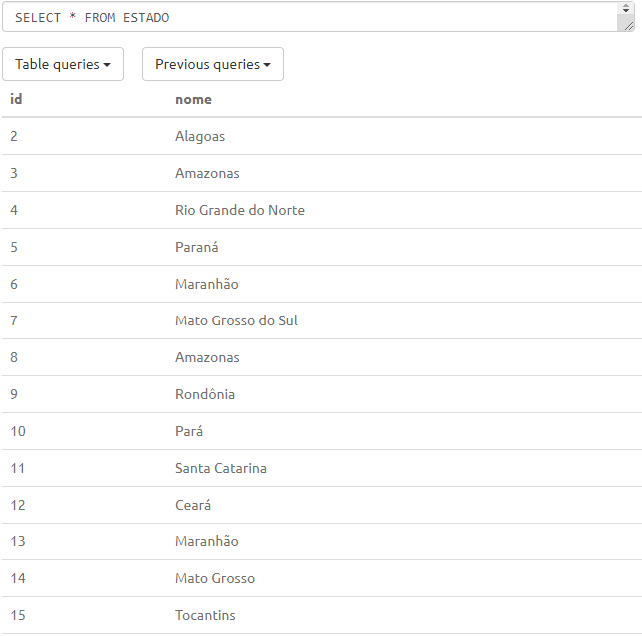 SELECT * FROM ESTADO
Table queries Previous queries
id nome
2 Alagoas
3 Amazonas
4 Rio Grande do Norte
5 Paraná
6 Maranhão
7 Mato Grosso do Sul
8 Amazonas
9 Rondônia
10 Pará
11 Santa Catarina
12 Ceará
13 Maranhão
14 Mato Grosso
15 Tocantins